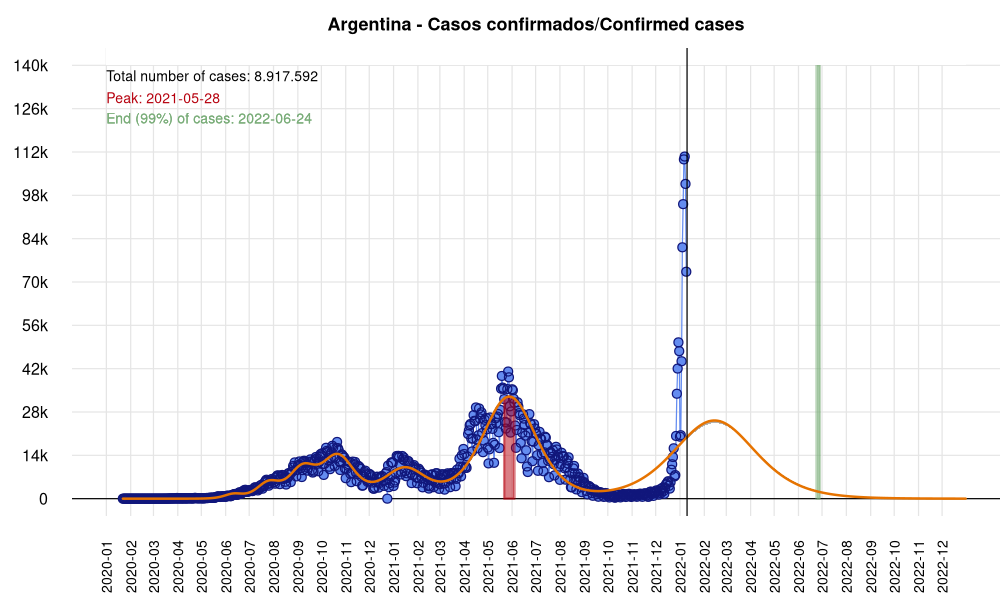 Argentina - Casos confirmados/Confirmed cases
Total number of cases: 8.917.592
Peak: 2021-05-28
End (99%) of cases: 2022-06-24
140k
126k
112k
98k
84k
70k
56k
42k
28k
14k
0
2020-01
2020-02
2020-03
2020-04
2020-05
2020-06
2020-07
2020-08
2020-09
2020-10
2020-11
2020-12
2021-01
2021-02
2021-03
2021-04
2021-05
2021-06
2021-07
2021-08
2021-09
2021-10
2021-11
2021-12
2022-01
2022-02
2022-03
2022-04
2022-05
2022-06
2022-07
2022-08
2022-09
2022-10
2022-11
2022-12